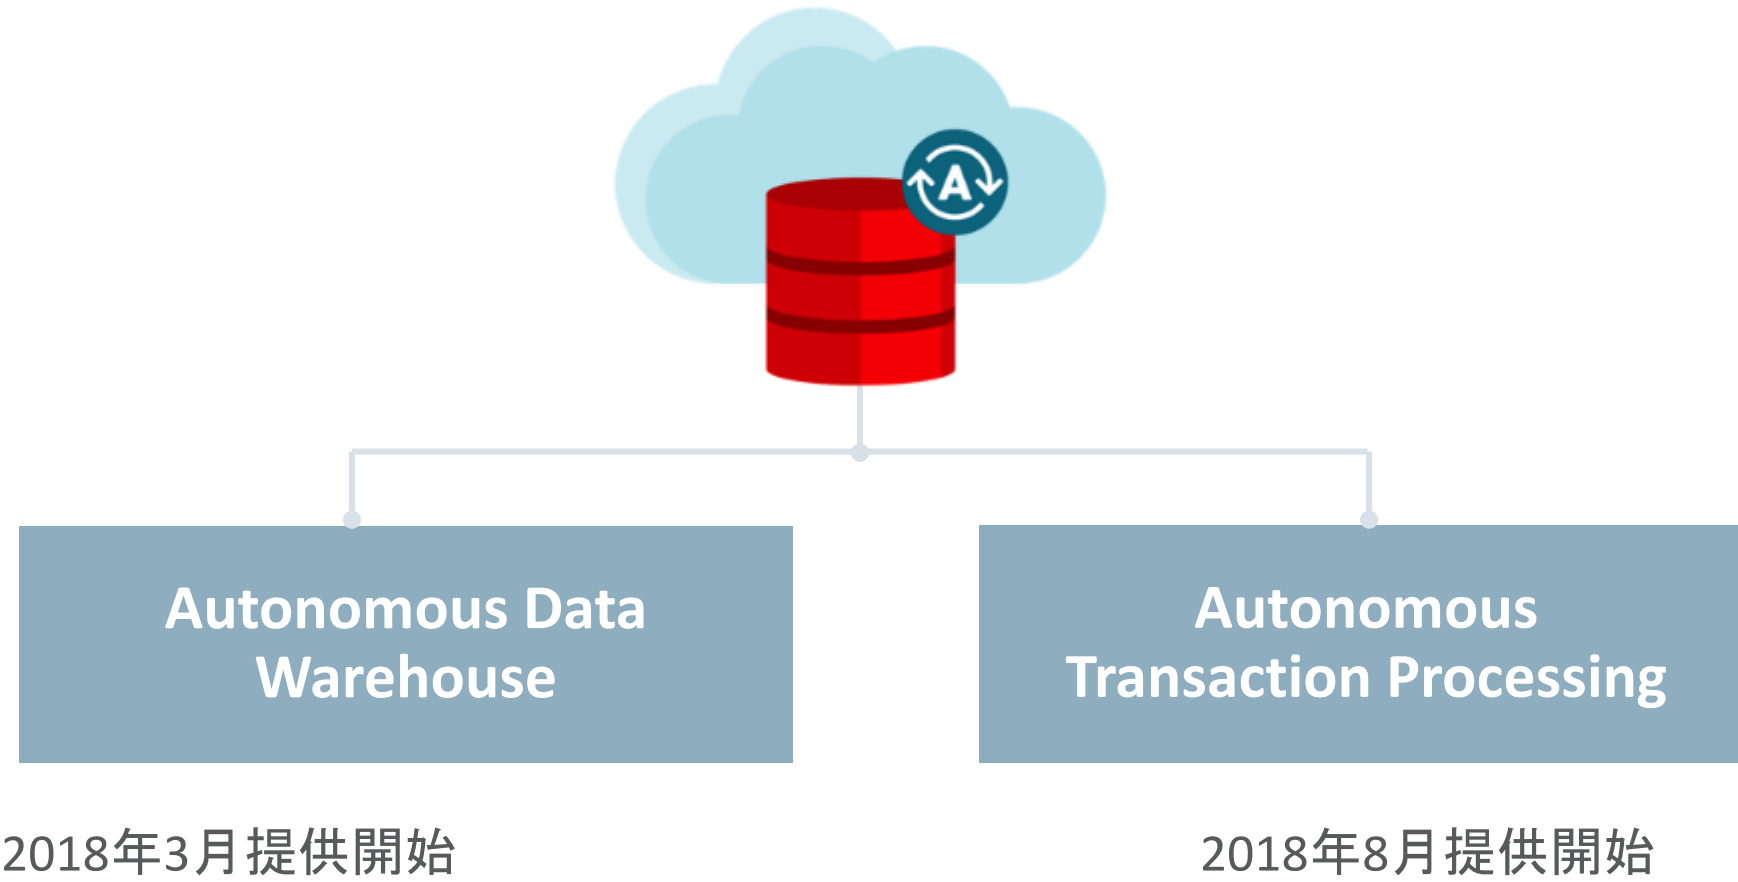 A
Autonomous Data
Warehouse
Autonomous
Transaction Processing
2018年3月提供開始
2018年8月提供開始